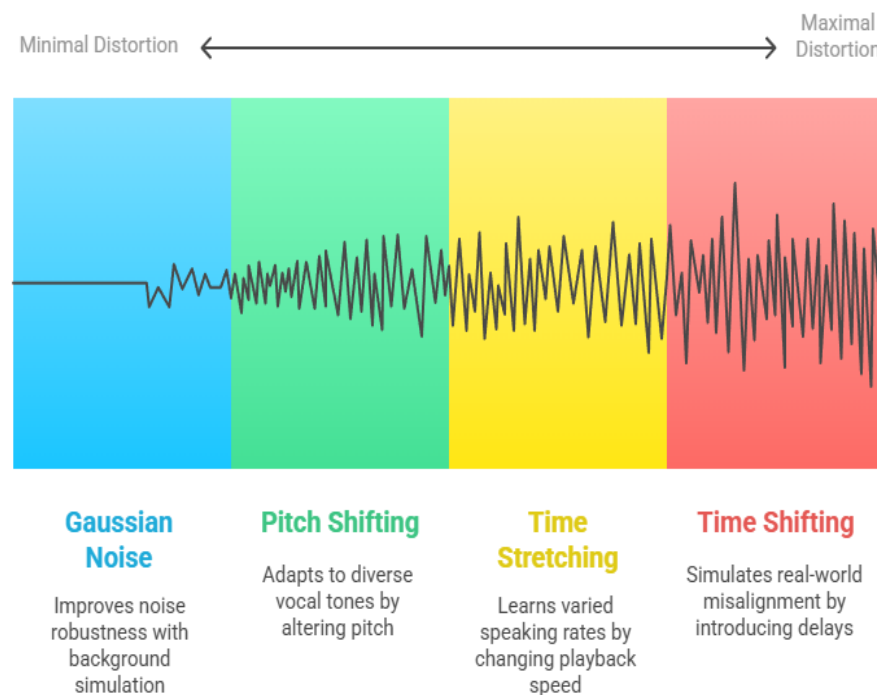 Minimal Distortion
Maximal
Distortion
Gaussian
Noise
Improves noise
robustness with
background
simulation
Pitch Shifting
Adapts to diverse
vocal tones by
altering pitch
Time
Stretching
Learns varied
speaking rates by
changing playback
speed
Time Shifting
Simulates real-world
misalignment by
introducing delays